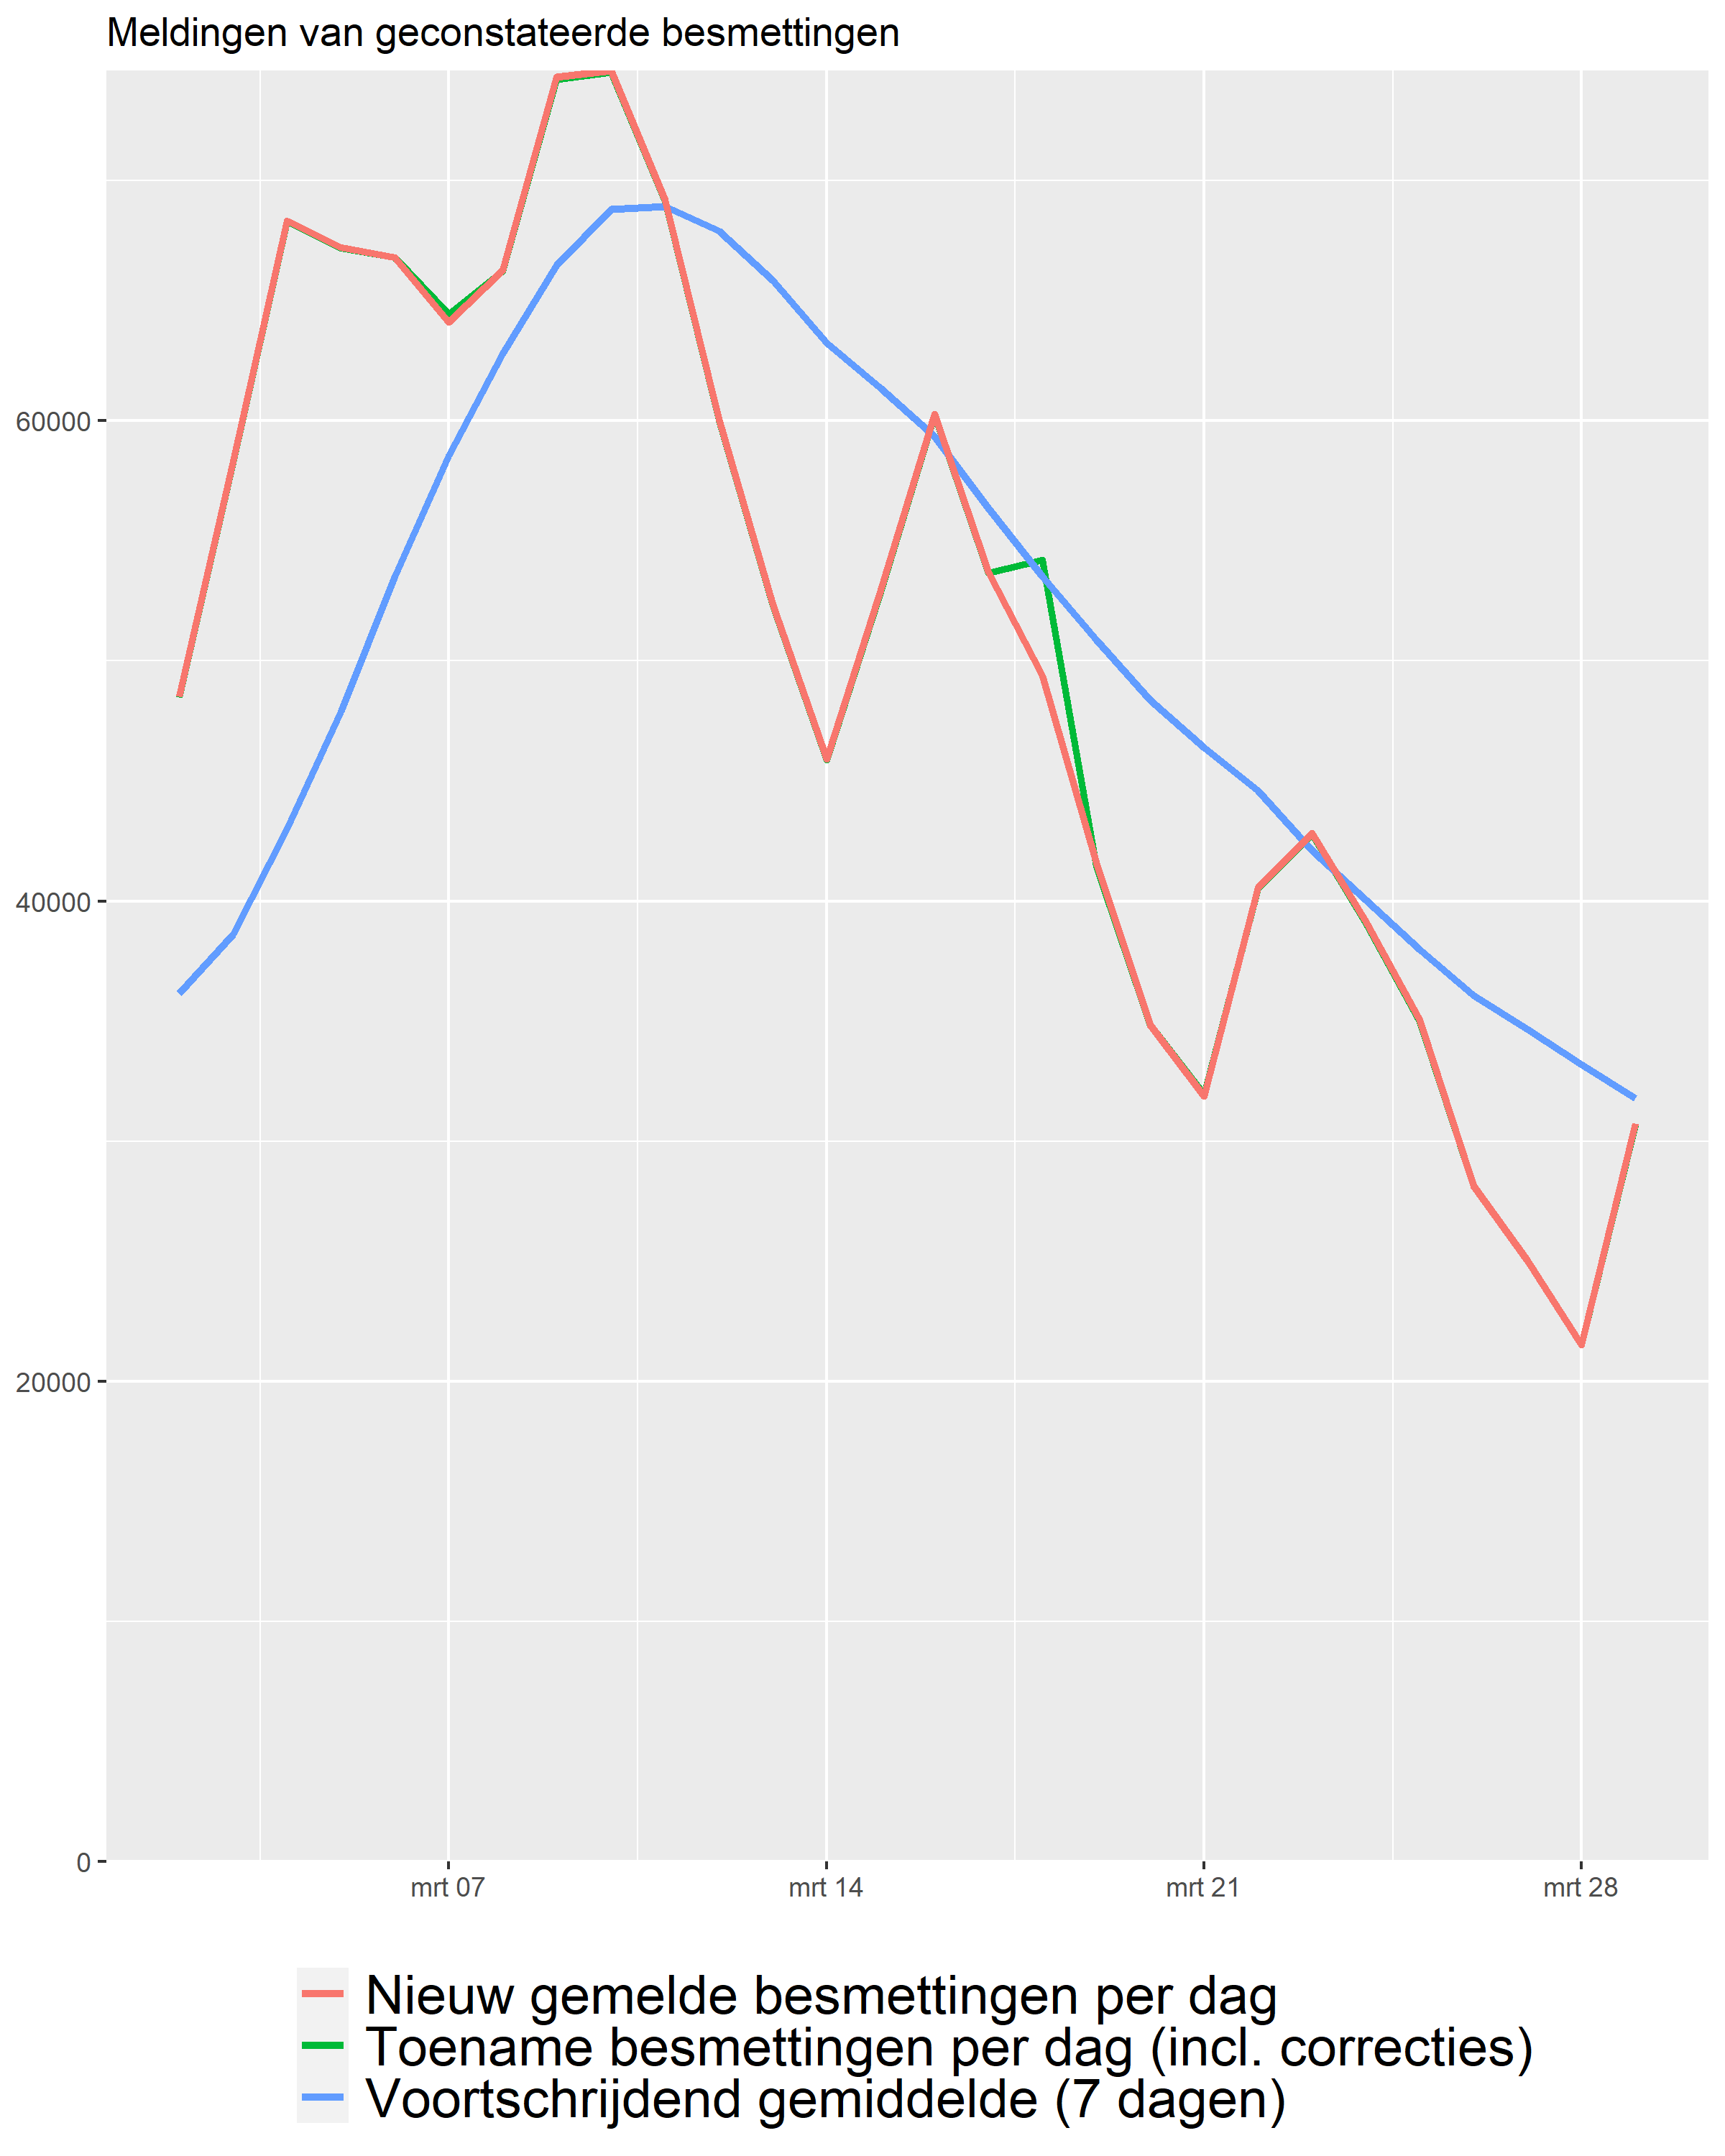 Meldingen van geconstateerde besmettingen
60000
40000
20000
0
mrt 07 mrt 14 mrt 21 mrt 28
Nieuw gemelde besmettingen per dag
Toename besmettingen per dag (incl. correcties)
Voortschrijdend gemiddelde (7 dagen)